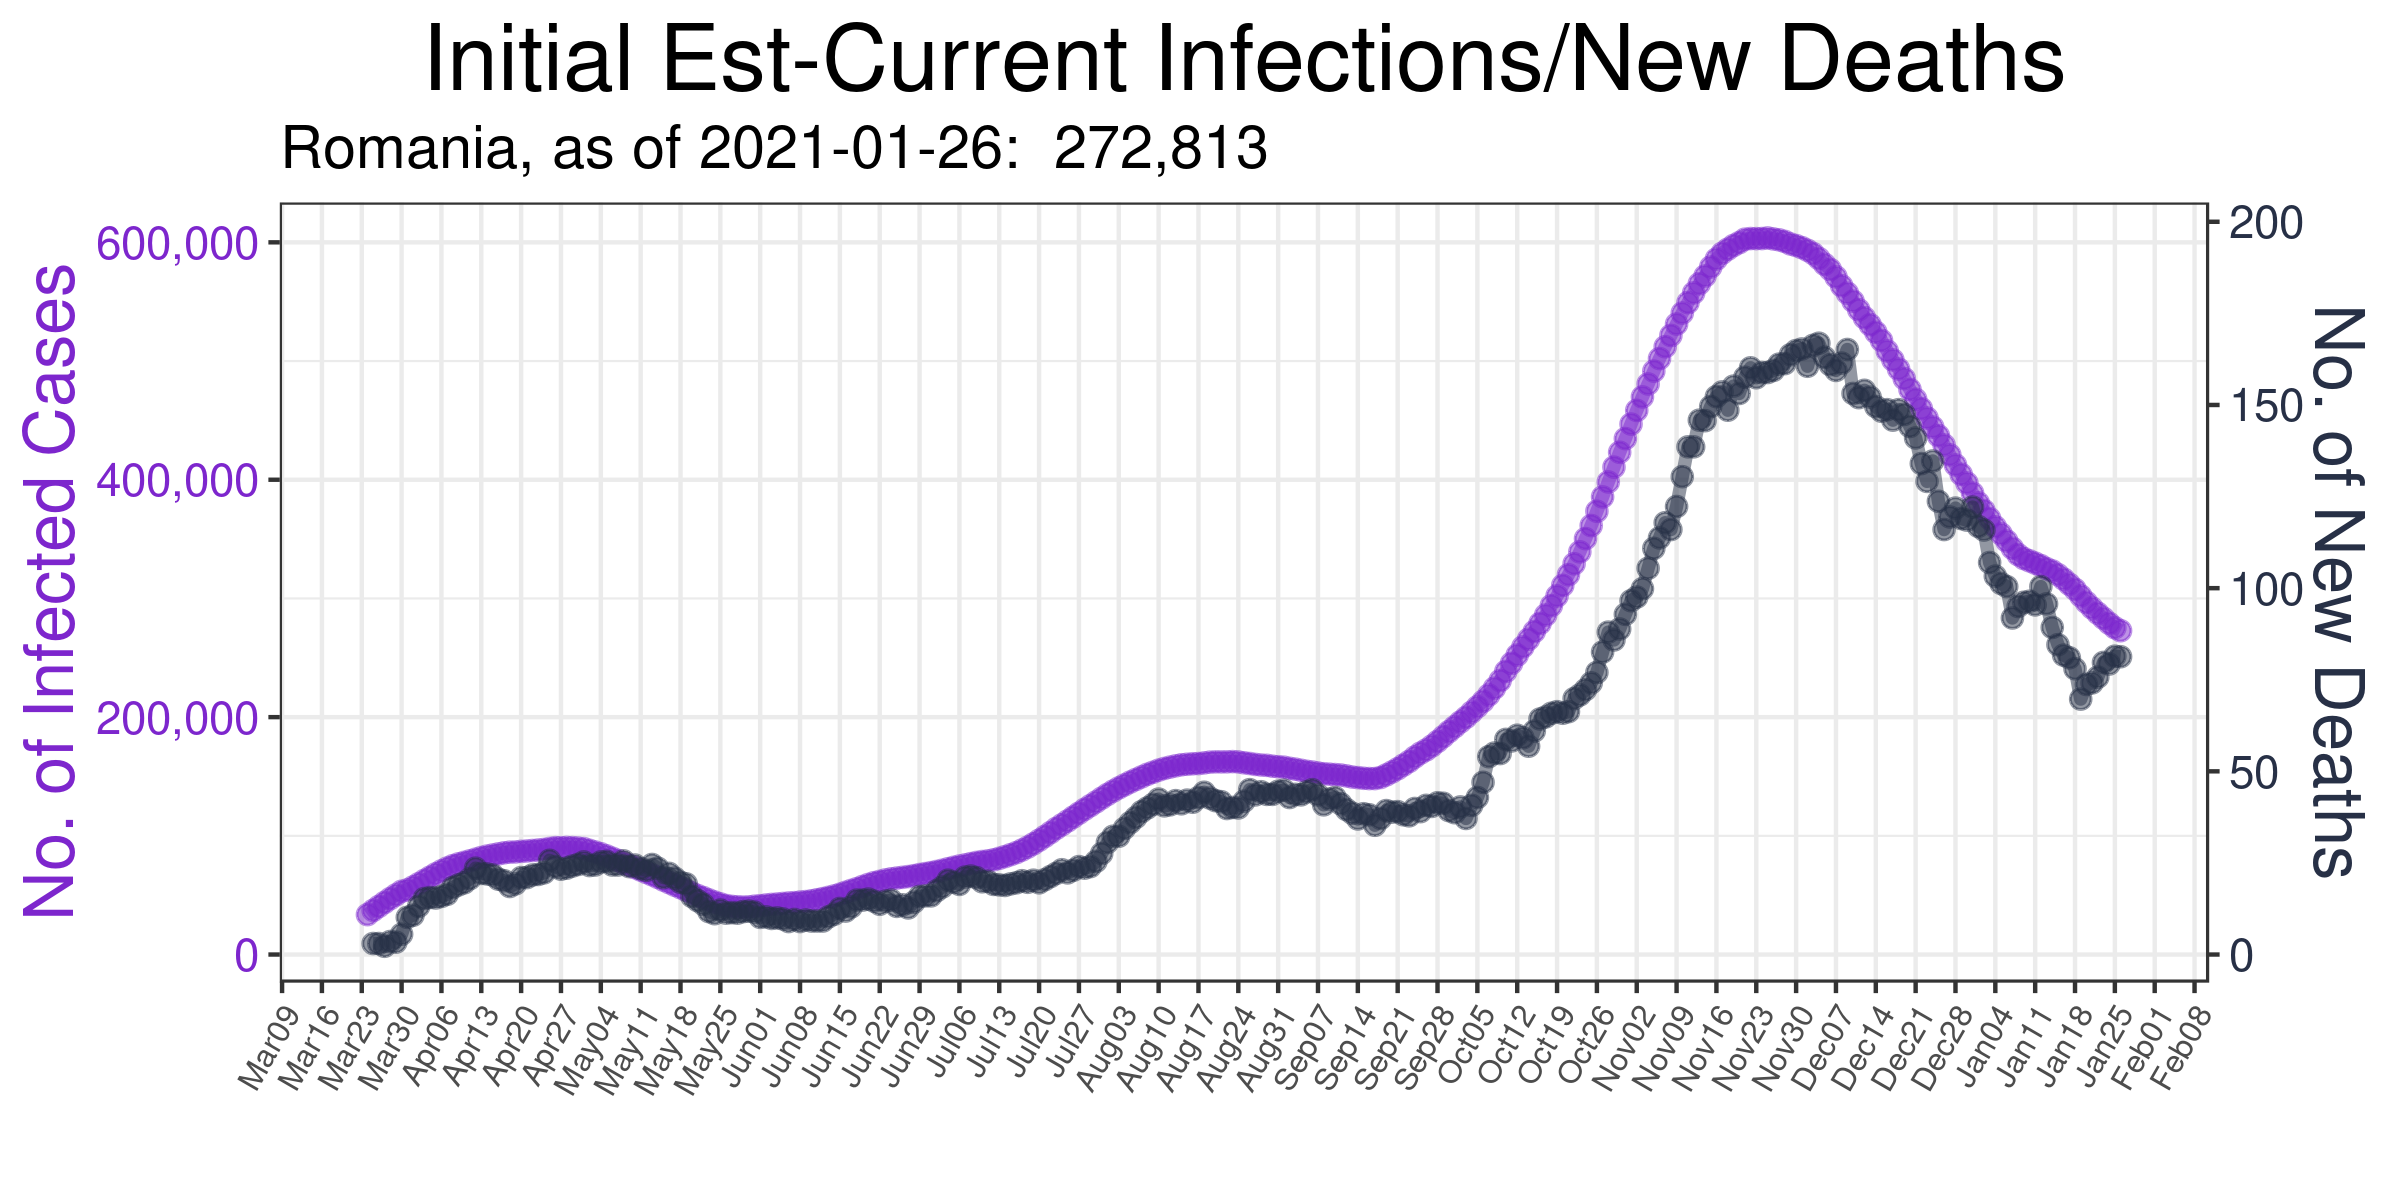 Initial Est-Current Infections/New Deaths
Romania, as of 2021-01-26:  272,813
No. of Infected Cases
600,000
400,000
200,000
0
200
150
100
50
0
No. of New Deaths
Mar09
Mar16
Mar23
Mar30
Apr06
Apr13
Apr20
Apr27
May04
May11
May18
May25
Jun01
Jun08
Jun15
Jun22
Jun29
Jul06
Jul13
Jul20
Jul27
Aug03
Aug10
Aug17
Aug24
Aug31
Sep07
Sep14
Sep21
Sep28
Oct05
Oct12
Oct19
Oct26
Nov02
Nov09
Nov16
Nov23
Nov30
Dec07
Dec14
Dec21
Dec28
Jan04
Jan11
Jan18
Jan25
Feb01
Feb08